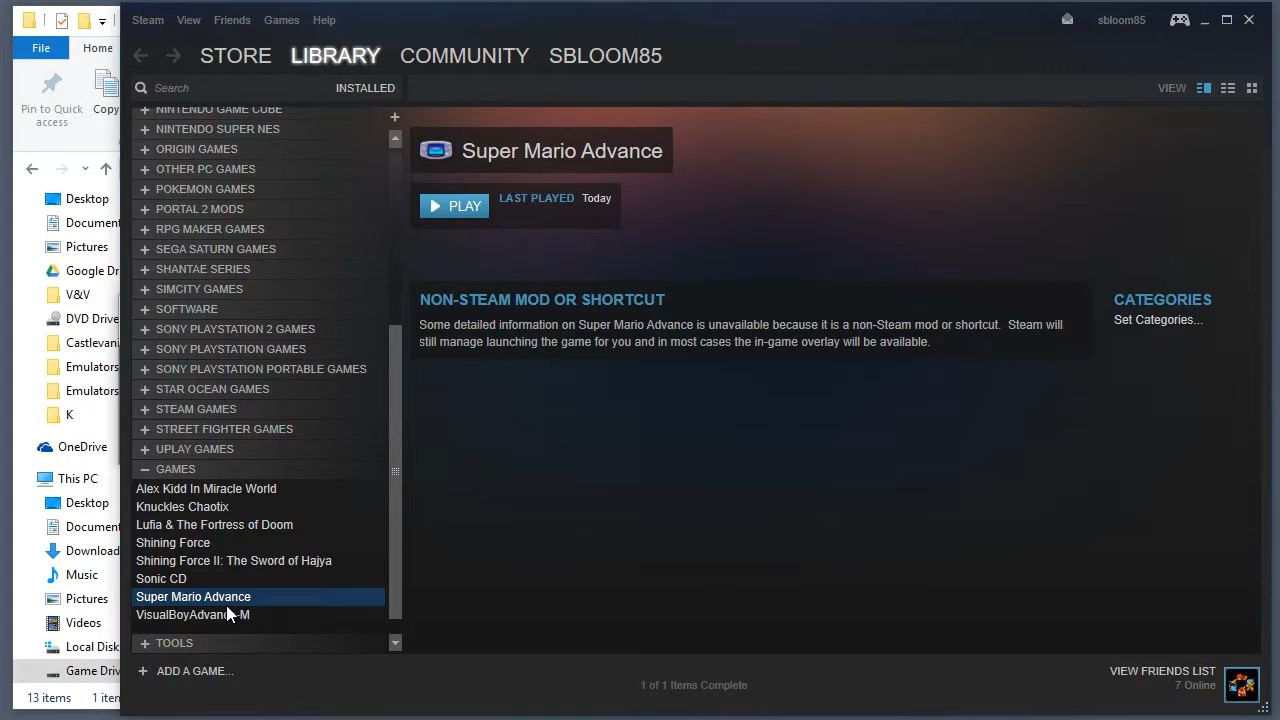 Steam View Friends Games Help
sbloom85
File Home
STORE LIBRARY COMMUNITY SBLOOM85
Search INSTALLED
VIEW
Pin to Quick access
Copy
NINTENDO GAME CUBE
NINTENDO SUPER NES
ORIGIN GAMES
OTHER PC GAMES
POKEMON GAMES
PORTAL 2 MODS
RPG MAKER GAMES
SEGA SATURN GAMES
SHANTAE SERIES
SIMCITY GAMES
SOFTWARE
SONY PLAYSTATION 2 GAMES
SONY PLAYSTATION GAMES
SONY PLAYSTATION PORTABLE GAMES
STAR OCEAN GAMES
STEAM GAMES
STREET FIGHTER GAMES
UPLAY GAMES
GAMES
Alex Kidd In Miracle World
Knuckles Chaotix
Lufia & The Fortress of Doom
Shining Force
Shining Force II: The Sword of Hajya
Sonic CD
Super Mario Advance
VisualBoyAdvance-M
TOOLS
ADD A GAME...
Super Mario Advance
PLAY LAST PLAYED Today
NON-STEAM MOD OR SHORTCUT
Some detailed information on Super Mario Advance is unavailable because it is a non-Steam mod or shortcut. Steam will
still manage launching the game for you and in most cases the in-game overlay will be available.
CATEGORIES
Set Categories...
1 of 1 Items Complete
VIEW FRIENDS LIST
7 Online
Desktop
Document
Pictures
Google Dr
V&V
DVD Drive
Castlevani
Emulators
Emulators
K
OneDrive
This PC
Desktop
Document
Download
Music
Pictures
Videos
Local Disk
Game Driv
13 items 1 item